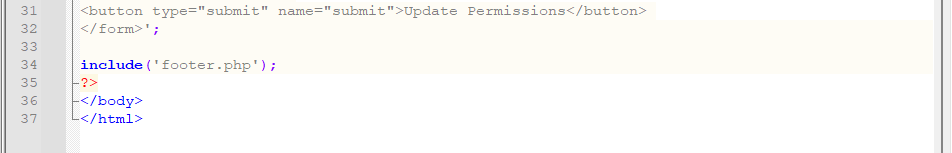 31 <button type="submit" name="submit">Update Permissions</button>
32 </form>';
33
34 include('footer.php');
35 ?>
36 </body>
37 </html>